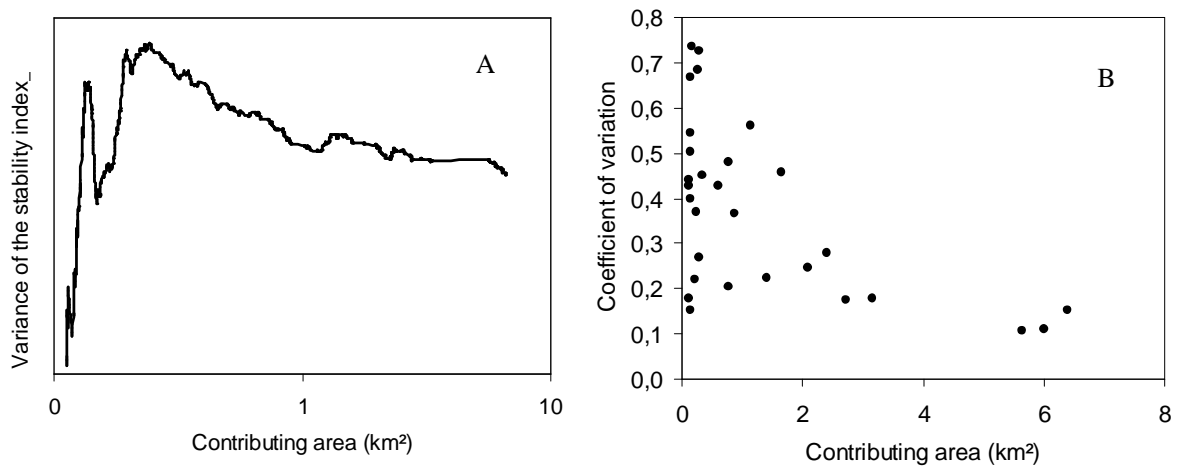 A
Variance of the stability index_
0 1 10
Contributing area (km²)
B
Coefficient of variation
0,8
0,7
0,6
0,5
0,4
0,3
0,2
0,1
0,0
0 2 4 6 8
Contributing area (km²)